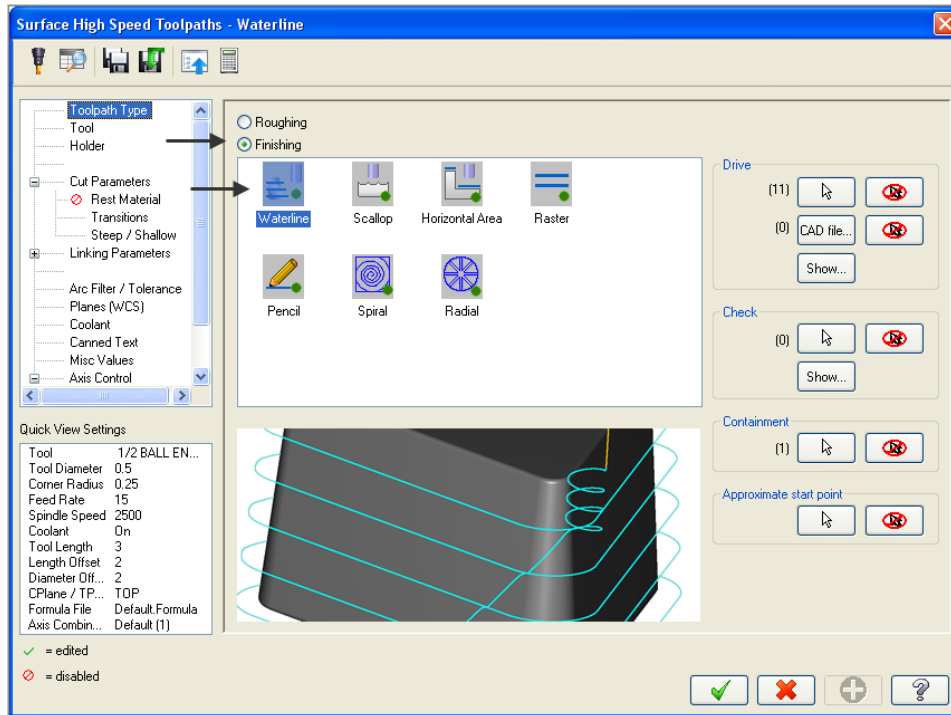 Surface High Speed Toolpaths - Waterline
Toolpath Type
Tool
Holder
Cut Parameters
Rest Material
Transitions
Steep / Shallow
Linking Parameters
Arc Filter / Tolerance
Planes (WCS)
Coolant
Canned Text
Misc Values
Axis Control
Quick View Settings
Tool 1/2 BALL EN...
Tool Diameter 0.5
Corner Radius 0.25
Feed Rate 15
Spindle Speed 2500
Coolant On
Tool Length 3
Length Offset 2
Diameter Off... 2
CPlane / TP... TOP
Formula File Default.Formula
Axis Combin... Default (1)
= edited
= disabled
Roughing
Finishing
Waterline Scallop Horizontal Area Raster
Pencil Spiral Radial
Drive
(11)
(0) CAD file...
Show...
Check
(0)
Show...
Containment
(1)
Approximate start point